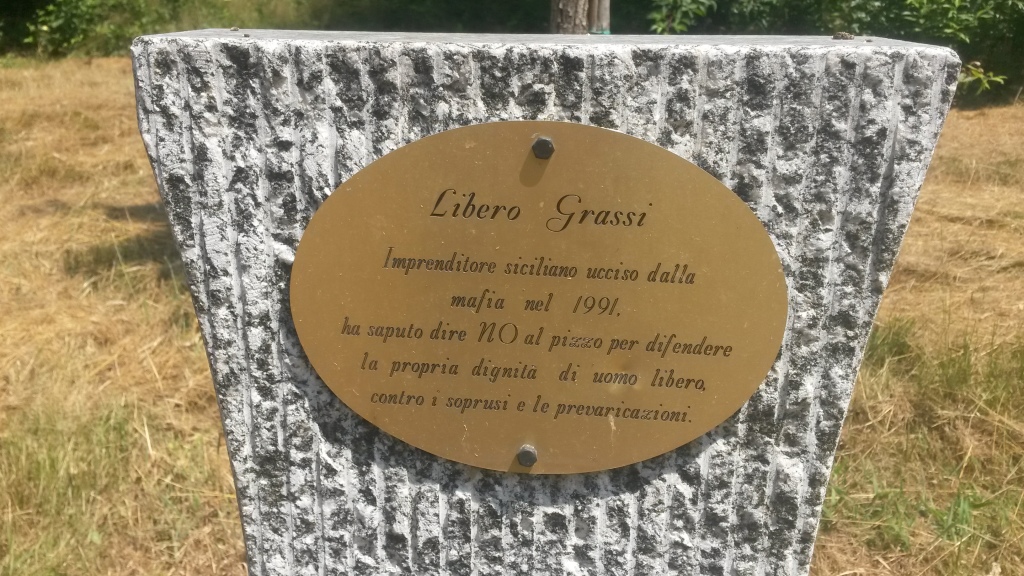 Libero Grassi
Imprenditore siciliano ucciso dalla
mafia nel 1991,
ha saputo dire NO al pizzo per difendere
la propria dignità di uomo libero,
contro i soprusi e le prevaricazioni.